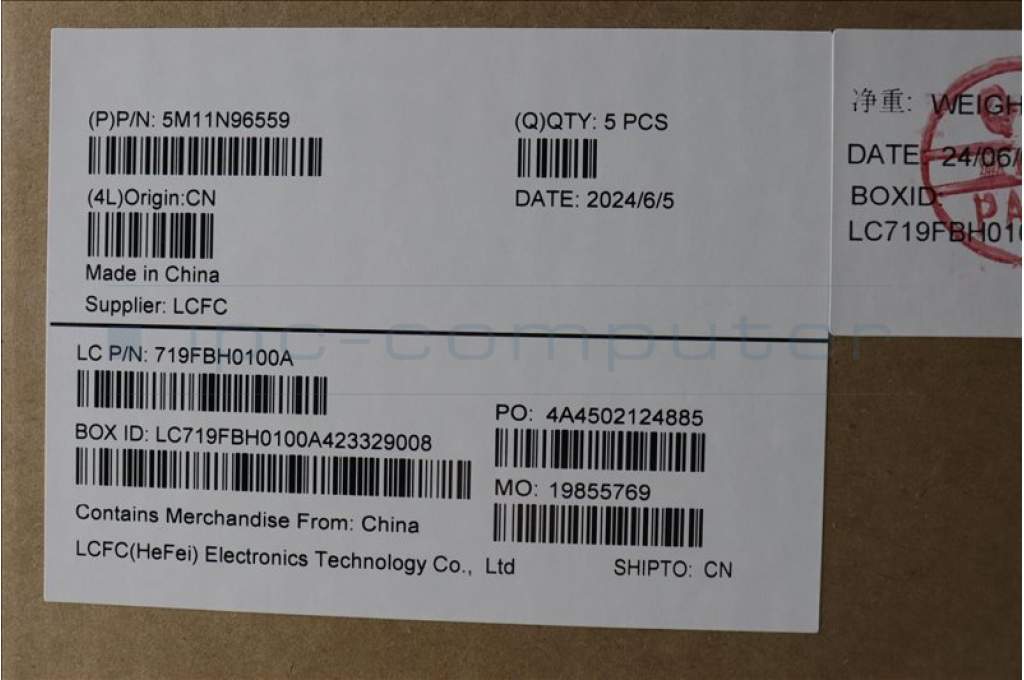 (P)P/N: 5M11N96559
(Q)QTY: 5 PCS
(4L)Origin:CN
DATE: 2024/6/5
Made in China
Supplier: LCFC
LC P/N: 719FBH0100A
PO: 4A4502124885
BOX ID: LC719FBH0100A423329008
MO: 19855769
Contains Merchandise From: China
LCFC(HeFei) Electronics Technology Co., Ltd
SHIPTO: CN
净重: WEIGH
DATE: 24/06/
BOXID:
LC719FBH010
ipc-computer